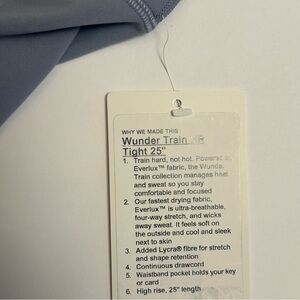 WHY WE MADE THIS
Wunder Train HR
Tight 25"
1. Train hard, not hot. Powered by
Everlux™ fabric, the Wunder
Train collection manages heat
and sweat so you stay
comfortable and focused
2. Our fastest drying fabric,
Everlux™ is ultra-breathable,
four-way stretch, and wicks
away sweat. It feels soft on
the outside and cool and sleek
next to skin
3. Added Lycra® fibre for stretch
and shape retention
4. Continuous drawcord
5. Waistband pocket holds your key
or card
6. High rise, 25" length